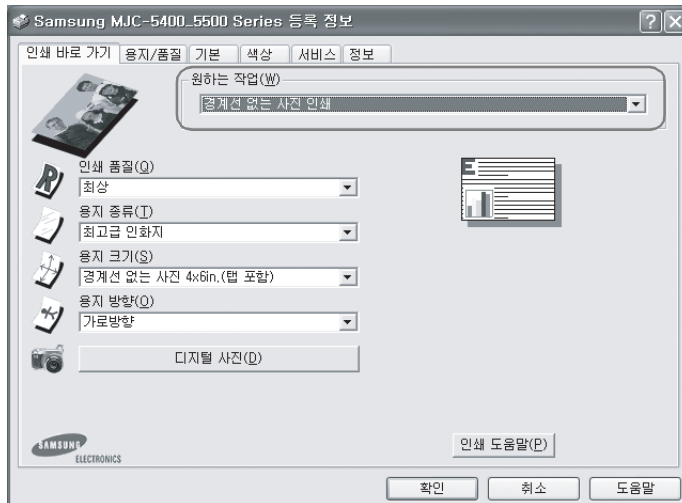 Samsung MJC-5400_5500 Series 등록 정보
인쇄 바로 가기 용지/품질 기본 색상 서비스 정보
원하는 작업(W)
경계선 없는 사진 인쇄
인쇄 품질(Q)
최상
용지 종류(T)
최고급 인화지
용지 크기(S)
경계선 없는 사진 4x6in.(탭 포함)
용지 방향(O)
가로방향
디지털 사진(D)
SAMSUNG
ELECTRONICS
인쇄 도움말(P)
확인 취소 도움말